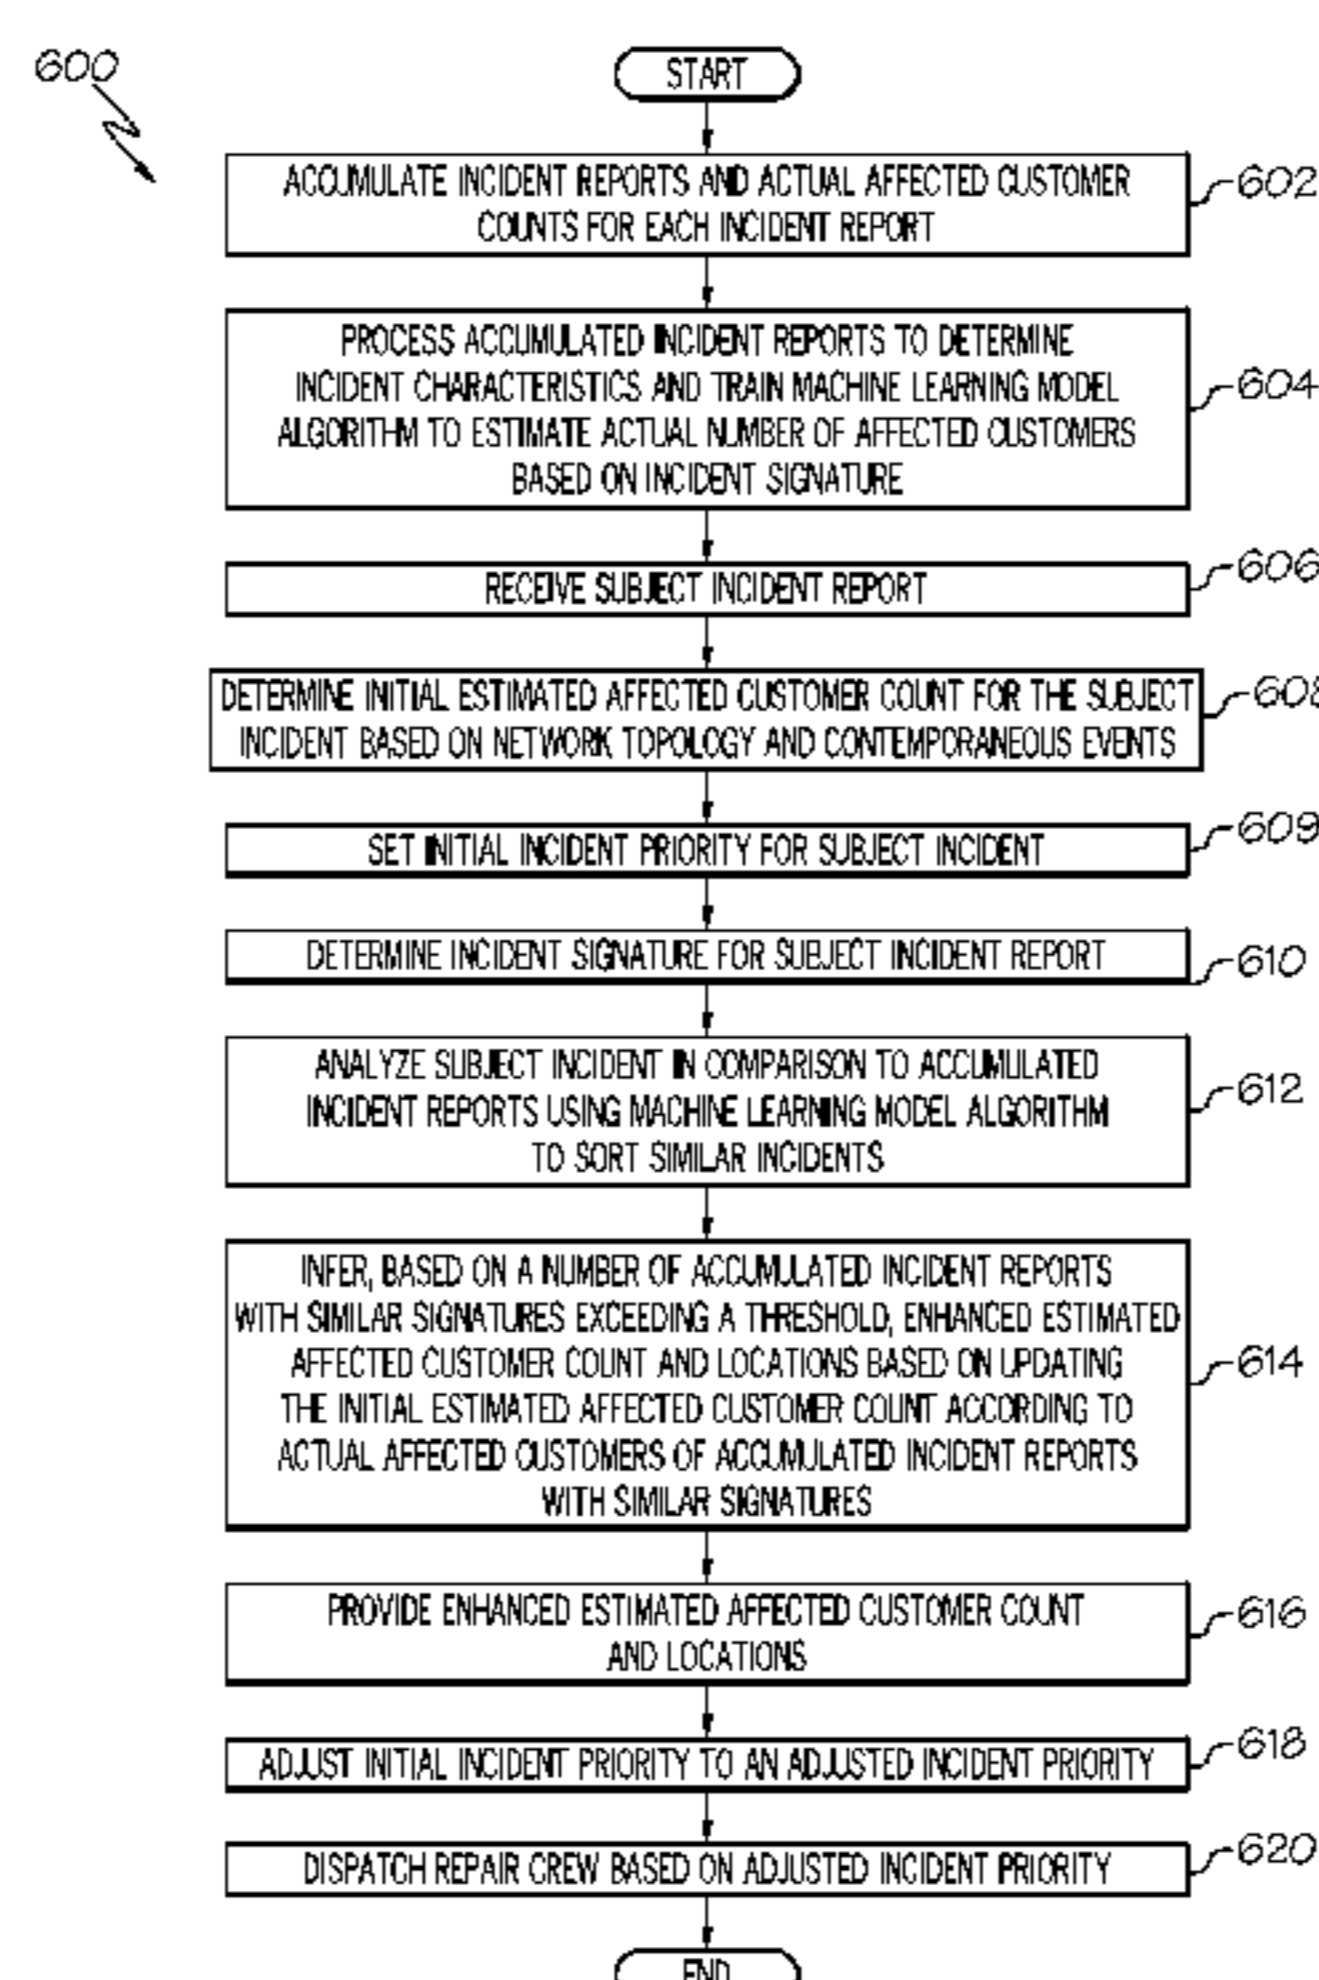 600
START
ACCUMULATE INCIDENT REPORTS AND ACTUAL AFFECTED CUSTOMER
COUNTS FOR EACH INCIDENT REPORT
602
PROCESS ACCUMULATED INCIDENT REPORTS TO DETERMINE
INCIDENT CHARACTERISTICS AND TRAIN MACHINE LEARNING MODEL
ALGORITHM TO ESTIMATE ACTUAL NUMBER OF AFFECTED CUSTOMERS
BASED ON INCIDENT SIGNATURE
604
RECEIVE SUBJECT INCIDENT REPORT
606
DETERMINE INITIAL ESTIMATED AFFECTED CUSTOMER COUNT FOR THE SUBJECT
INCIDENT BASED ON NETWORK TOPOLOGY AND CONTEMPORANEOUS EVENTS
608
SET INITIAL INCIDENT PRIORITY FOR SUBJECT INCIDENT
609
DETERMINE INCIDENT SIGNATURE FOR SUBJECT INCIDENT REPORT
610
ANALYZE SUBJECT INCIDENT IN COMPARISON TO ACCUMULATED
INCIDENT REPORTS USING MACHINE LEARNING MODEL ALGORITHM
TO SORT SIMILAR INCIDENTS
612
INFER, BASED ON A NUMBER OF ACCUMULATED INCIDENT REPORTS
WITH SIMILAR SIGNATURES EXCEEDING A THRESHOLD, ENHANCED ESTIMATED
AFFECTED CUSTOMER COUNT AND LOCATIONS BASED ON UPDATING
THE INITIAL ESTIMATED AFFECTED CUSTOMER COUNT ACCORDING TO
ACTUAL AFFECTED CUSTOMERS OF ACCUMULATED INCIDENT REPORTS
WITH SIMILAR SIGNATURES
614
PROVIDE ENHANCED ESTIMATED AFFECTED CUSTOMER COUNT
AND LOCATIONS
616
ADJUST INITIAL INCIDENT PRIORITY TO AN ADJUSTED INCIDENT PRIORITY
618
DISPATCH REPAIR CREW BASED ON ADJUSTED INCIDENT PRIORITY
620
END